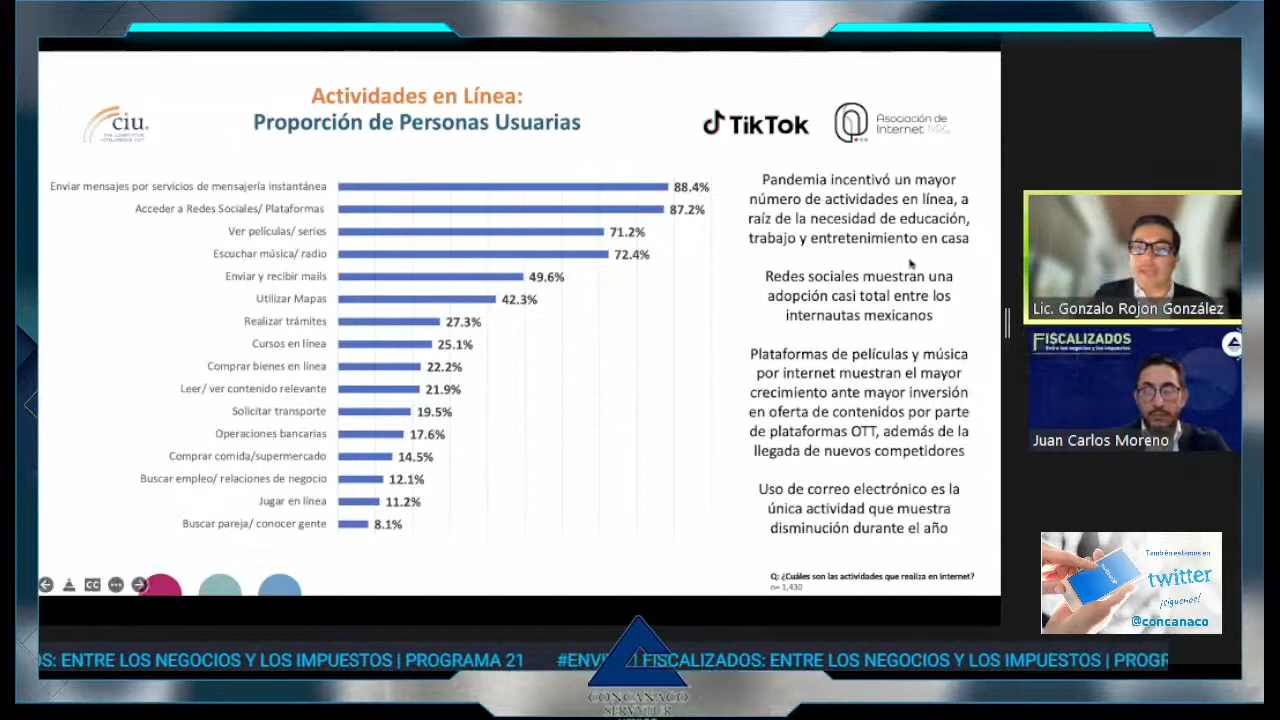 Actividades en Línea:
Proporción de Personas Usuarias
ciu.
THE COMPETITIVE
INTELLIGENCE UNIT
TikTok
Asociación de
Internet MX
Enviar mensajes por servicios de mensajería instantánea 88.4%
Acceder a Redes Sociales/ Plataformas 87.2%
Ver películas/ series 71.2%
Escuchar música/ radio 72.4%
Enviar y recibir mails 49.6%
Utilizar Mapas 42.3%
Realizar trámites 27.3%
Cursos en línea 25.1%
Comprar bienes en línea 22.2%
Leer/ ver contenido relevante 21.9%
Solicitar transporte 19.5%
Operaciones bancarias 17.6%
Comprar comida/supermercado 14.5%
Buscar empleo/ relaciones de negocio 12.1%
Jugar en línea 11.2%
Buscar pareja/ conocer gente 8.1%
Pandemia incentivó un mayor
número de actividades en línea, a
raíz de la necesidad de educación,
trabajo y entretenimiento en casa
Redes sociales muestran una
adopción casi total entre los
internautas mexicanos
Plataformas de películas y música
por internet muestran el mayor
crecimiento ante mayor inversión
en oferta de contenidos por parte
de plataformas OTT, además de la
llegada de nuevos competidores
Uso de correo electrónico es la
única actividad que muestra
disminución durante el año
Q: ¿Cuáles son las actividades que realiza en internet?
n= 1,430
CC
Lic. Gonzalo Rojon González
FISCALIZADOS
Entre los negocios y los impuestos
Juan Carlos Moreno
También estamos en
twitter
¡síguenos!
@concanaco
OS: ENTRE LOS NEGOCIOS Y LOS IMPUESTOS | PROGRAMA 21 #ENVI FISCALIZADOS: ENTRE LOS NEGOCIOS Y LOS IMPUESTOS | PROGR
CONCANACO
SERVYTUR